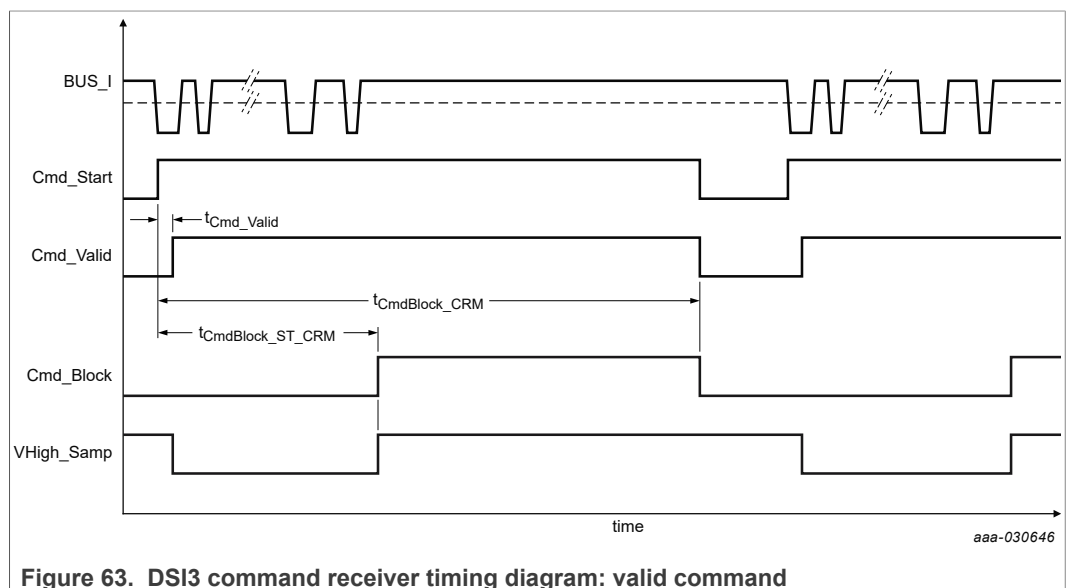 BUS_I
Cmd_Start
tCmd_Valid
Cmd_Valid
tCmdBlock_CRM
tCmdBlock_ST_CRM
Cmd_Block
VHigh_Samp
time
aaa-030646
Figure 63. DSI3 command receiver timing diagram: valid command